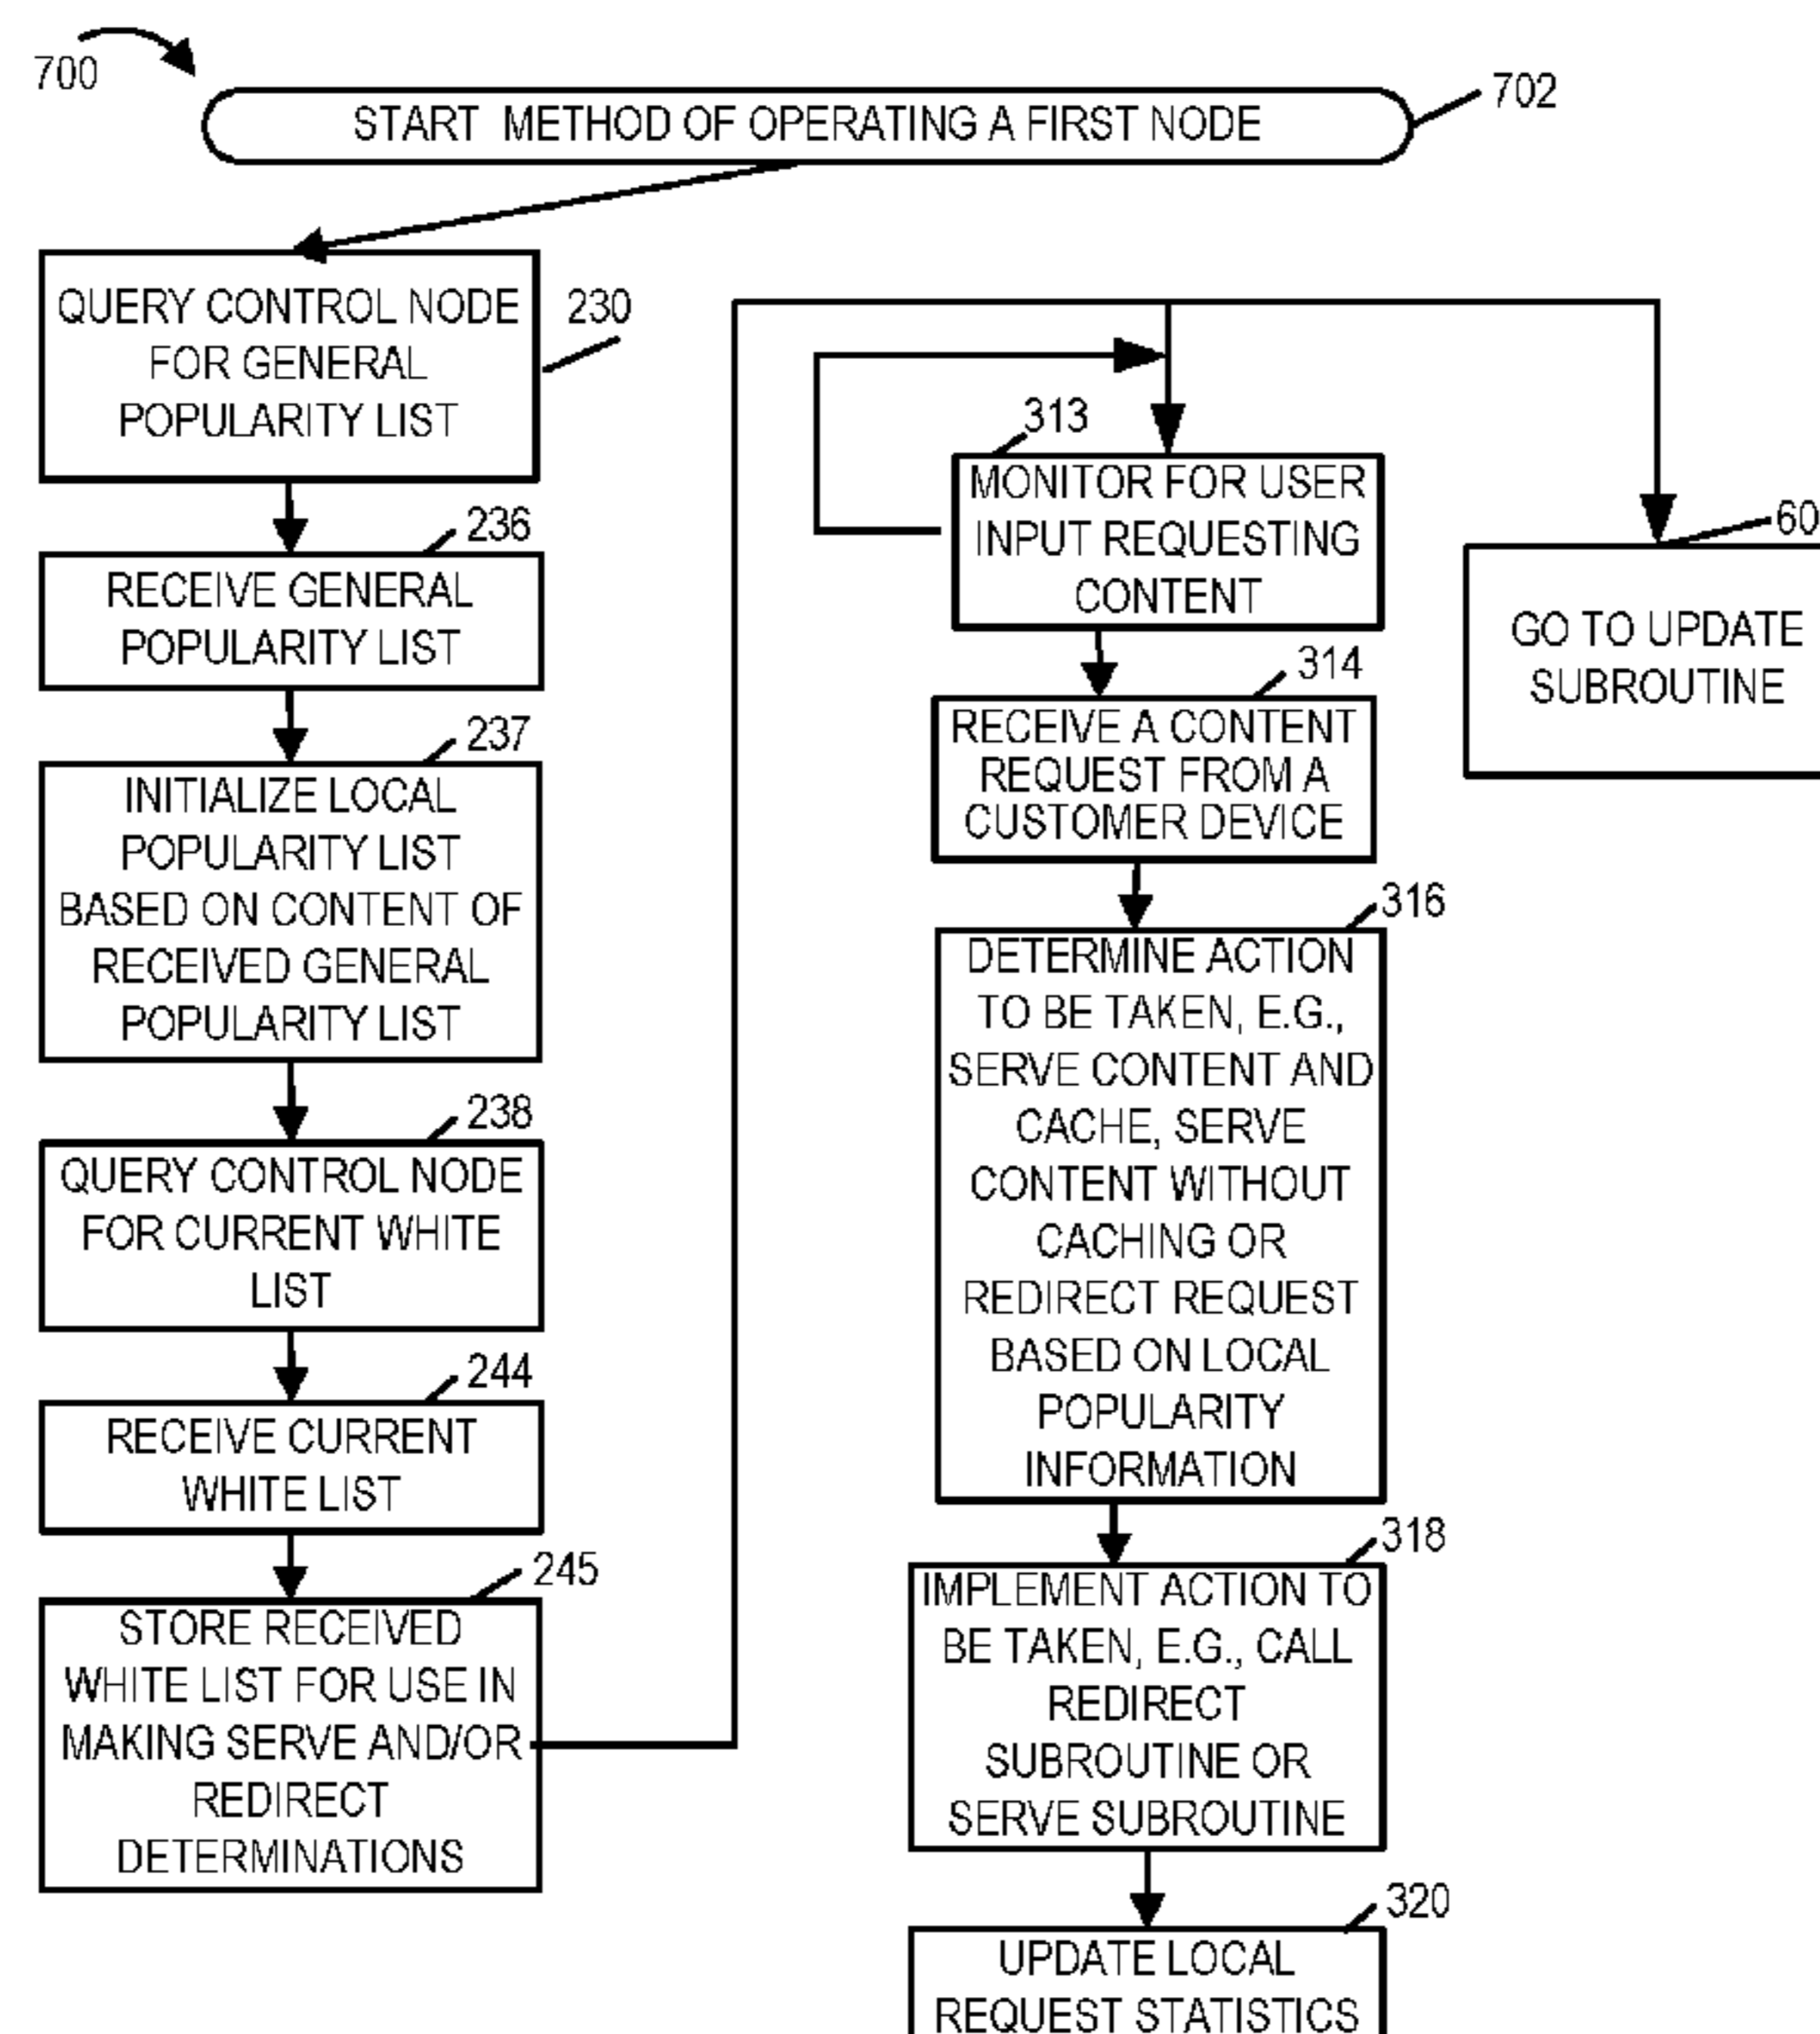 700
702
START METHOD OF OPERATING A FIRST NODE
QUERY CONTROL NODE
FOR GENERAL
POPULARITY LIST
230
236
RECEIVE GENERAL
POPULARITY LIST
237
INITIALIZE LOCAL
POPULARITY LIST
BASED ON CONTENT OF
RECEIVED GENERAL
POPULARITY LIST
238
QUERY CONTROL NODE
FOR CURRENT WHITE
LIST
244
RECEIVE CURRENT
WHITE LIST
245
STORE RECEIVED
WHITE LIST FOR USE IN
MAKING SERVE AND/OR
REDIRECT
DETERMINATIONS
313
MONITOR FOR USER
INPUT REQUESTING
CONTENT
314
RECEIVE A CONTENT
REQUEST FROM A
CUSTOMER DEVICE
316
DETERMINE ACTION
TO BE TAKEN, E.G.,
SERVE CONTENT AND
CACHE, SERVE
CONTENT WITHOUT
CACHING OR
REDIRECT REQUEST
BASED ON LOCAL
POPULARITY
INFORMATION
318
IMPLEMENT ACTION TO
BE TAKEN, E.G., CALL
REDIRECT
SUBROUTINE OR
SERVE SUBROUTINE
320
UPDATE LOCAL
REQUEST STATISTICS
60
GO TO UPDATE
SUBROUTINE